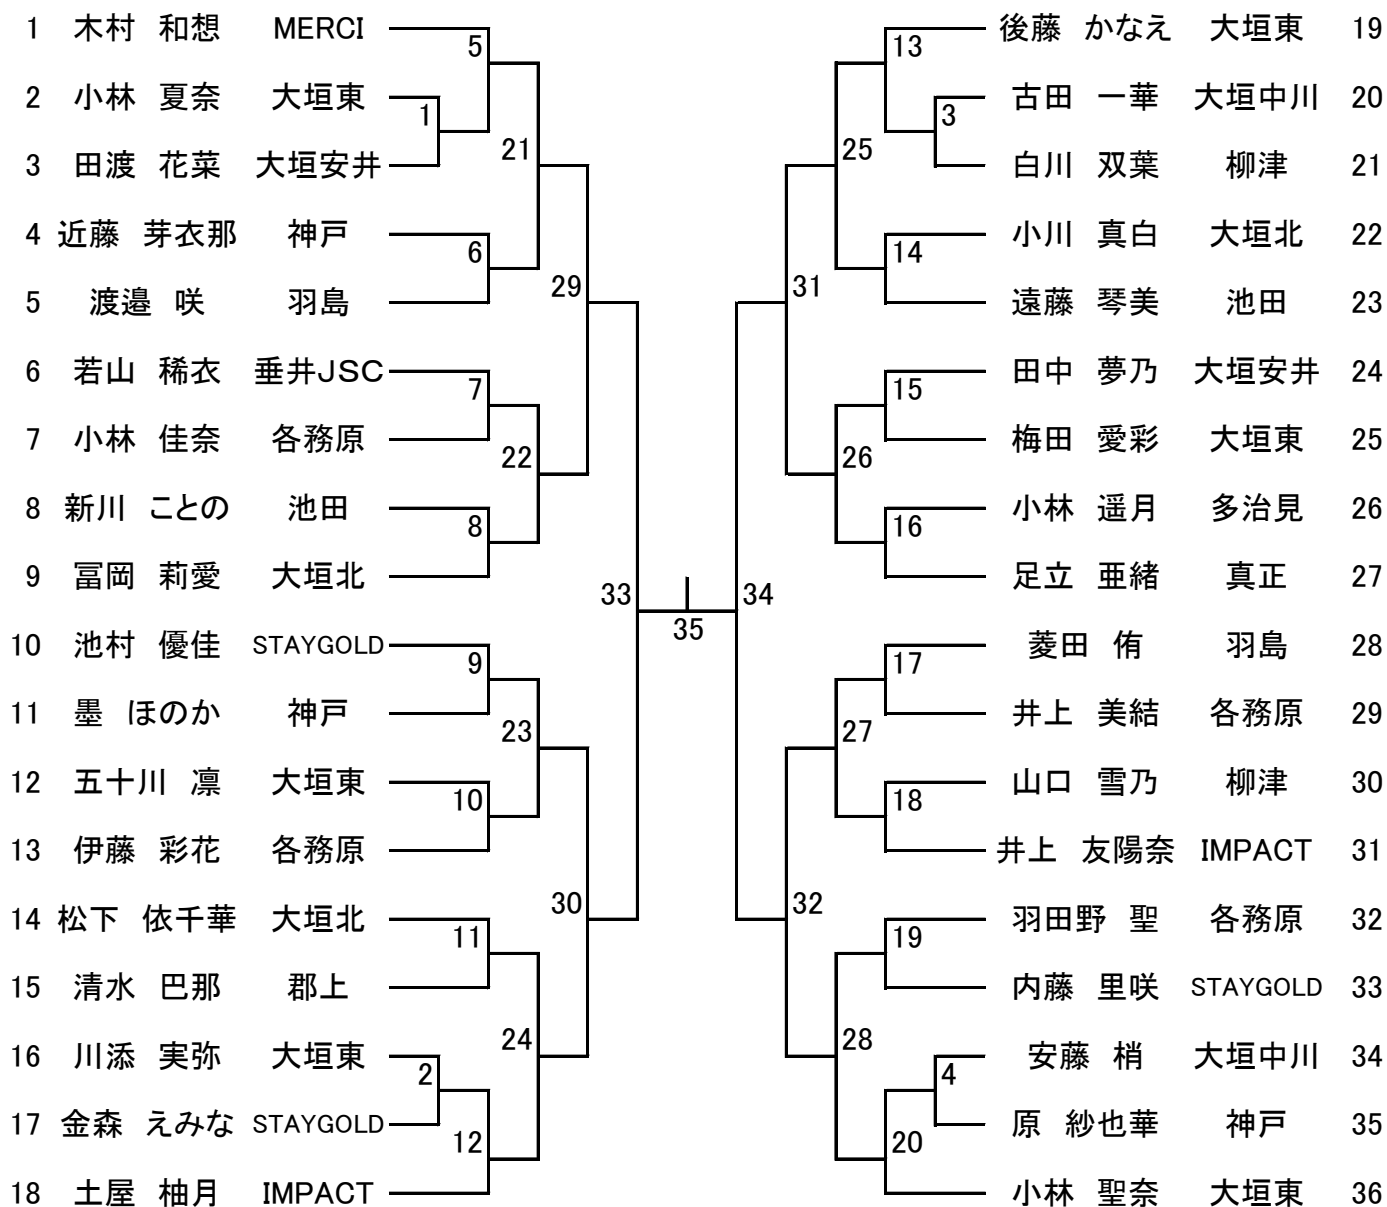 1 木村 和想 MERCI
2 小林 夏奈 大垣東
3 田渡 花菜 大垣安井
4 近藤 芽衣那 神戸
5 渡邉 咲 羽島
6 若山 稀衣 垂井JSC
7 小林 佳奈 各務原
8 新川 ことの 池田
9 冨岡 莉愛 大垣北
10 池村 優佳 STAYGOLD
11 墨 ほのか 神戸
12 五十川 凛 大垣東
13 伊藤 彩花 各務原
14 松下 依千華 大垣北
15 清水 巴那 郡上
16 川添 実弥 大垣東
17 金森 えみな STAYGOLD
18 土屋 柚月 IMPACT
1
2
5
6
7
8
9
10
11
12
21
22
23
24
29
30
33
35
34
31
32
25
26
27
28
13
14
15
16
17
18
19
20
3
4
後藤 かなえ 大垣東 19
古田 一華 大垣中川 20
白川 双葉 柳津 21
小川 真白 大垣北 22
遠藤 琴美 池田 23
田中 夢乃 大垣安井 24
梅田 愛彩 大垣東 25
小林 遥月 多治見 26
足立 亜緒 真正 27
菱田 侑 羽島 28
井上 美結 各務原 29
山口 雪乃 柳津 30
井上 友陽奈 IMPACT 31
羽田野 聖 各務原 32
内藤 里咲 STAYGOLD 33
安藤 梢 大垣中川 34
原 紗也華 神戸 35
小林 聖奈 大垣東 36